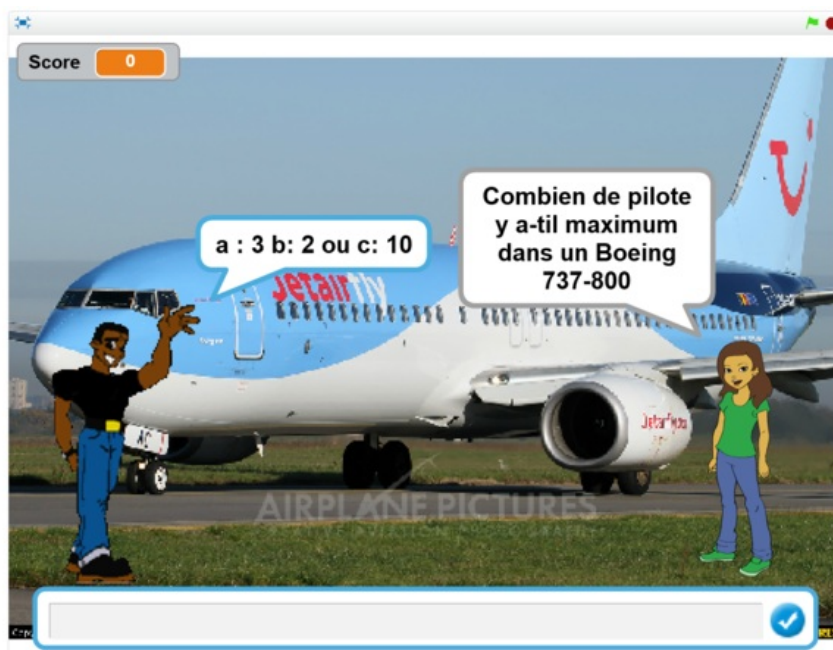 Score 0
Combien de pilote
y a-til maximum
dans un Boeing
737-800
a : 3 b: 2 ou c: 10
Jetairfly
AIRPLANE PICTURES